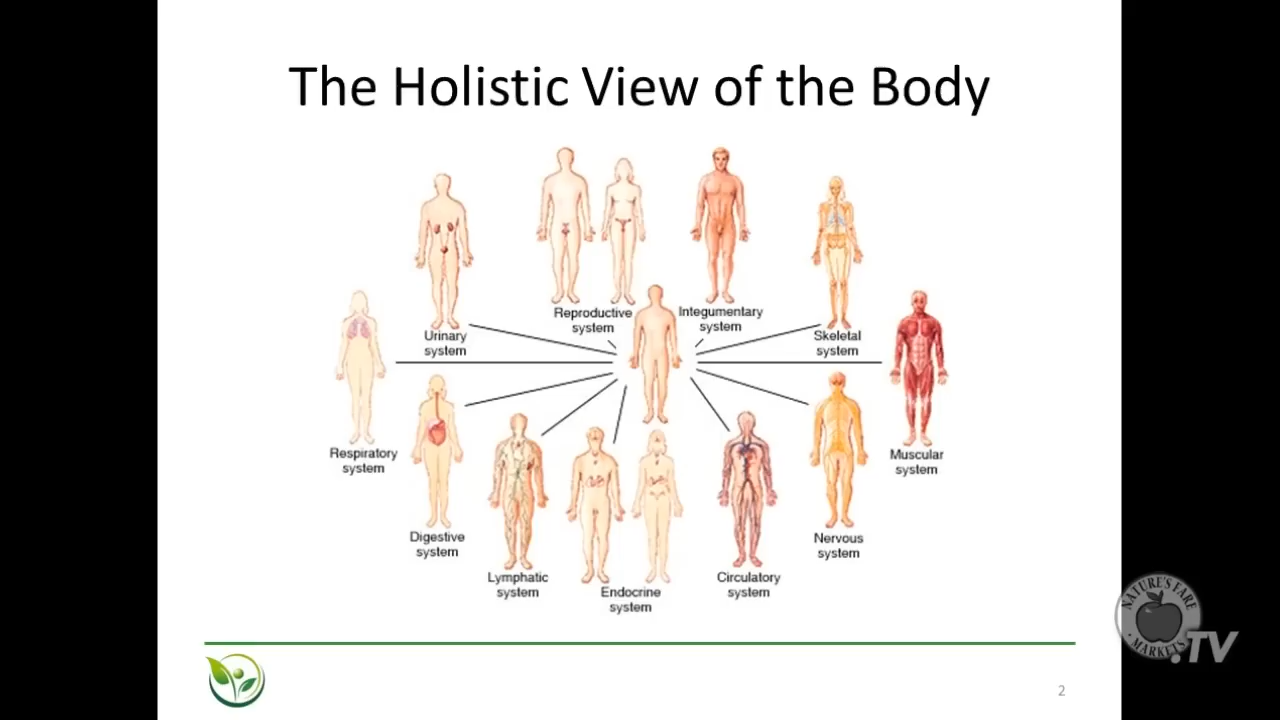 The Holistic View of the Body
Reproductive
system
Integumentary
system
Urinary
system
Skeletal
system
Respiratory
system
Muscular
system
Digestive
system
Nervous
system
Lymphatic
system
Circulatory
system
Endocrine
system
NATURE'S FARE
MARKETS
.TV
2